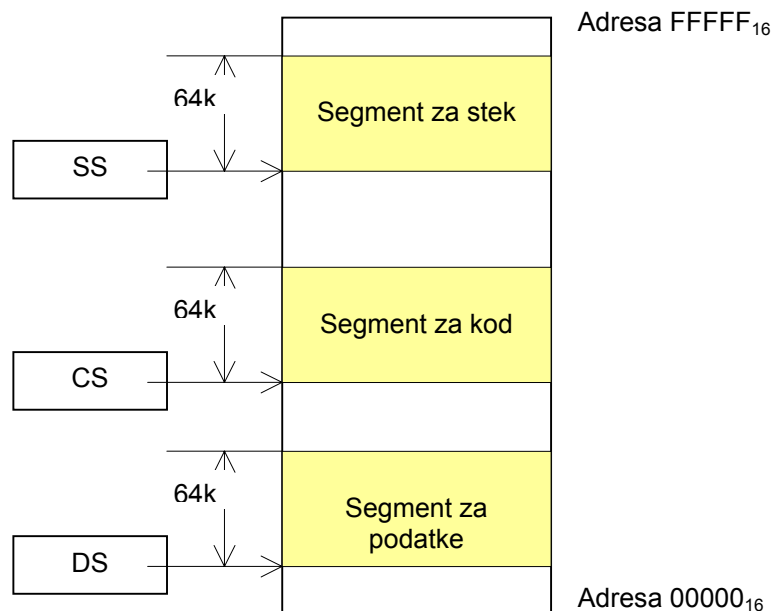 Adresa FFFFF₁₆
64k
Segment za stek
SS
64k
Segment za kod
CS
64k
Segment za
podatke
DS
Adresa 00000₁₆